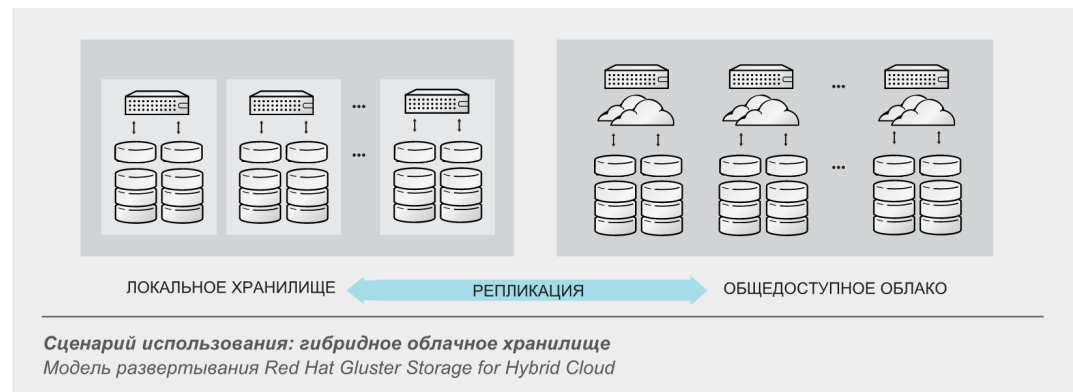 ...
...
...
...
ЛОКАЛЬНОЕ ХРАНИЛИЩЕ РЕПЛИКАЦИЯ ОБЩЕДОСТУПНОЕ ОБЛАКО
Сценарий использования: гибридное облачное хранилище
Модель развертывания Red Hat Gluster Storage for Hybrid Cloud